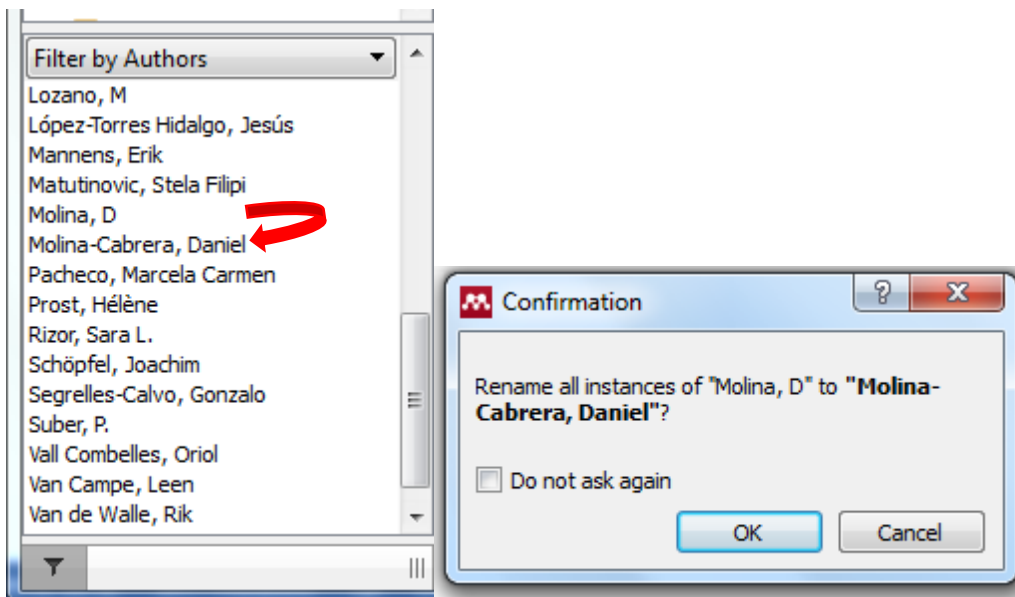 Filter by Authors
Lozano, M
López-Torres Hidalgo, Jesús
Mannens, Erik
Matutinovic, Stela Filipi
Molina, D
Molina-Cabrera, Daniel
Pacheco, Marcela Carmen
Prost, Hélène
Rizor, Sara L.
Schöpfel, Joachim
Segrelles-Calvo, Gonzalo
Suber, P.
Vall Combelles, Oriol
Van Campe, Leen
Van de Walle, Rik
Confirmation
?
X
Rename all instances of "Molina, D" to "Molina-
Cabrera, Daniel"?
Do not ask again
OK
Cancel